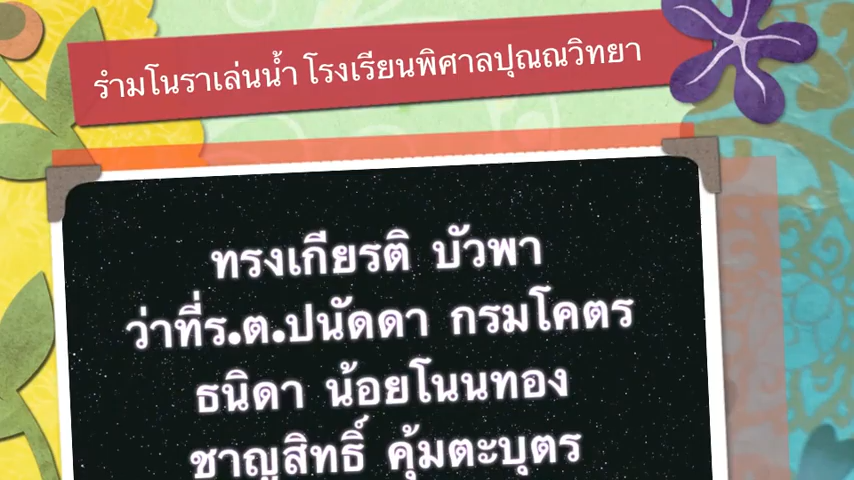 รำมโนราเล่นน้ำ โรงเรียนพิศาลปุณณวิทยา
ทรงเกียรติ บัวพา
ว่าที่ร.ต.ปนัดดา กรมโคตร
ธนิดา น้อยโนนทอง
ชาญสิทธิ์ คุ้มตะบุตร